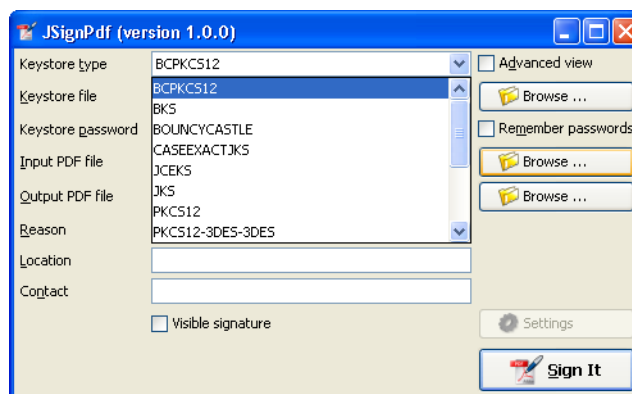 JSignPdf (version 1.0.0)
Keystore type
BCPKCS12
Advanced view
Keystore file
BCPKCS12
Browse ...
BKS
Keystore password
BOUNCYCASTLE
Remember passwords
CASEEXACTJKS
Input PDF file
JCEKS
Browse ...
JKS
Output PDF file
PKCS12
Browse ...
Reason
PKCS12-3DES-3DES
Location
Contact
Visible signature
Settings
Sign It